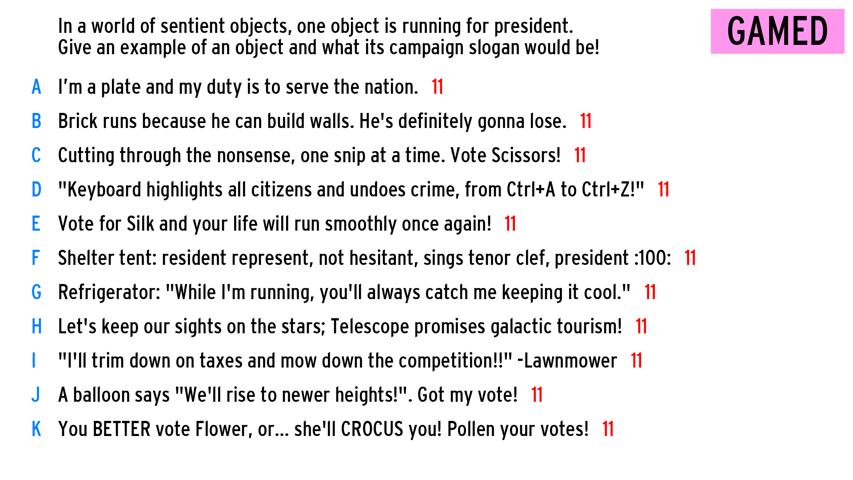 In a world of sentient objects, one object is running for president.
Give an example of an object and what its campaign slogan would be!
GAMED
A I'm a plate and my duty is to serve the nation. 11
B Brick runs because he can build walls. He's definitely gonna lose. 11
C Cutting through the nonsense, one snip at a time. Vote Scissors! 11
D "Keyboard highlights all citizens and undoes crime, from Ctrl+A to Ctrl+Z!" 11
E Vote for Silk and your life will run smoothly once again! 11
F Shelter tent: resident represent, not hesitant, sings tenor clef, president :100: 11
G Refrigerator: "While I'm running, you'll always catch me keeping it cool." 11
H Let's keep our sights on the stars; Telescope promises galactic tourism! 11
I "I'll trim down on taxes and mow down the competition!!" -Lawnmower 11
J A balloon says "We'll rise to newer heights!". Got my vote! 11
K You BETTER vote Flower, or... she'll CROCUS you! Pollen your votes! 11